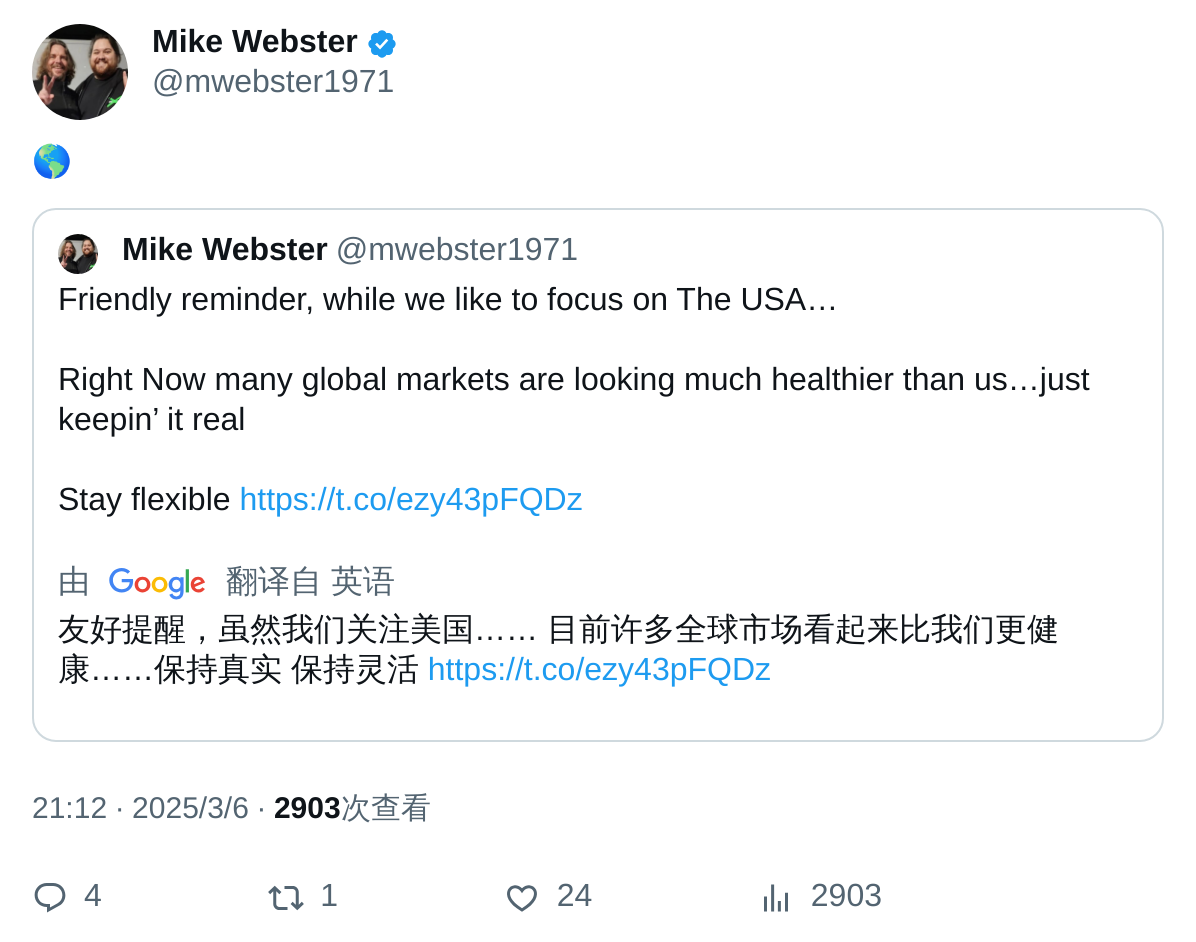 Mike Webster
@mwebster1971
Mike Webster @mwebster1971
Friendly reminder, while we like to focus on The USA…
Right Now many global markets are looking much healthier than us…just
keepin’ it real
Stay flexible https://t.co/ezy43pFQDz
由 Google 翻译自 英语
友好提醒，虽然我们关注美国…… 目前许多全球市场看起来比我们更健
康……保持真实 保持灵活 https://t.co/ezy43pFQDz
21:12 · 2025/3/6 · 2903次查看
4 1 24 2903